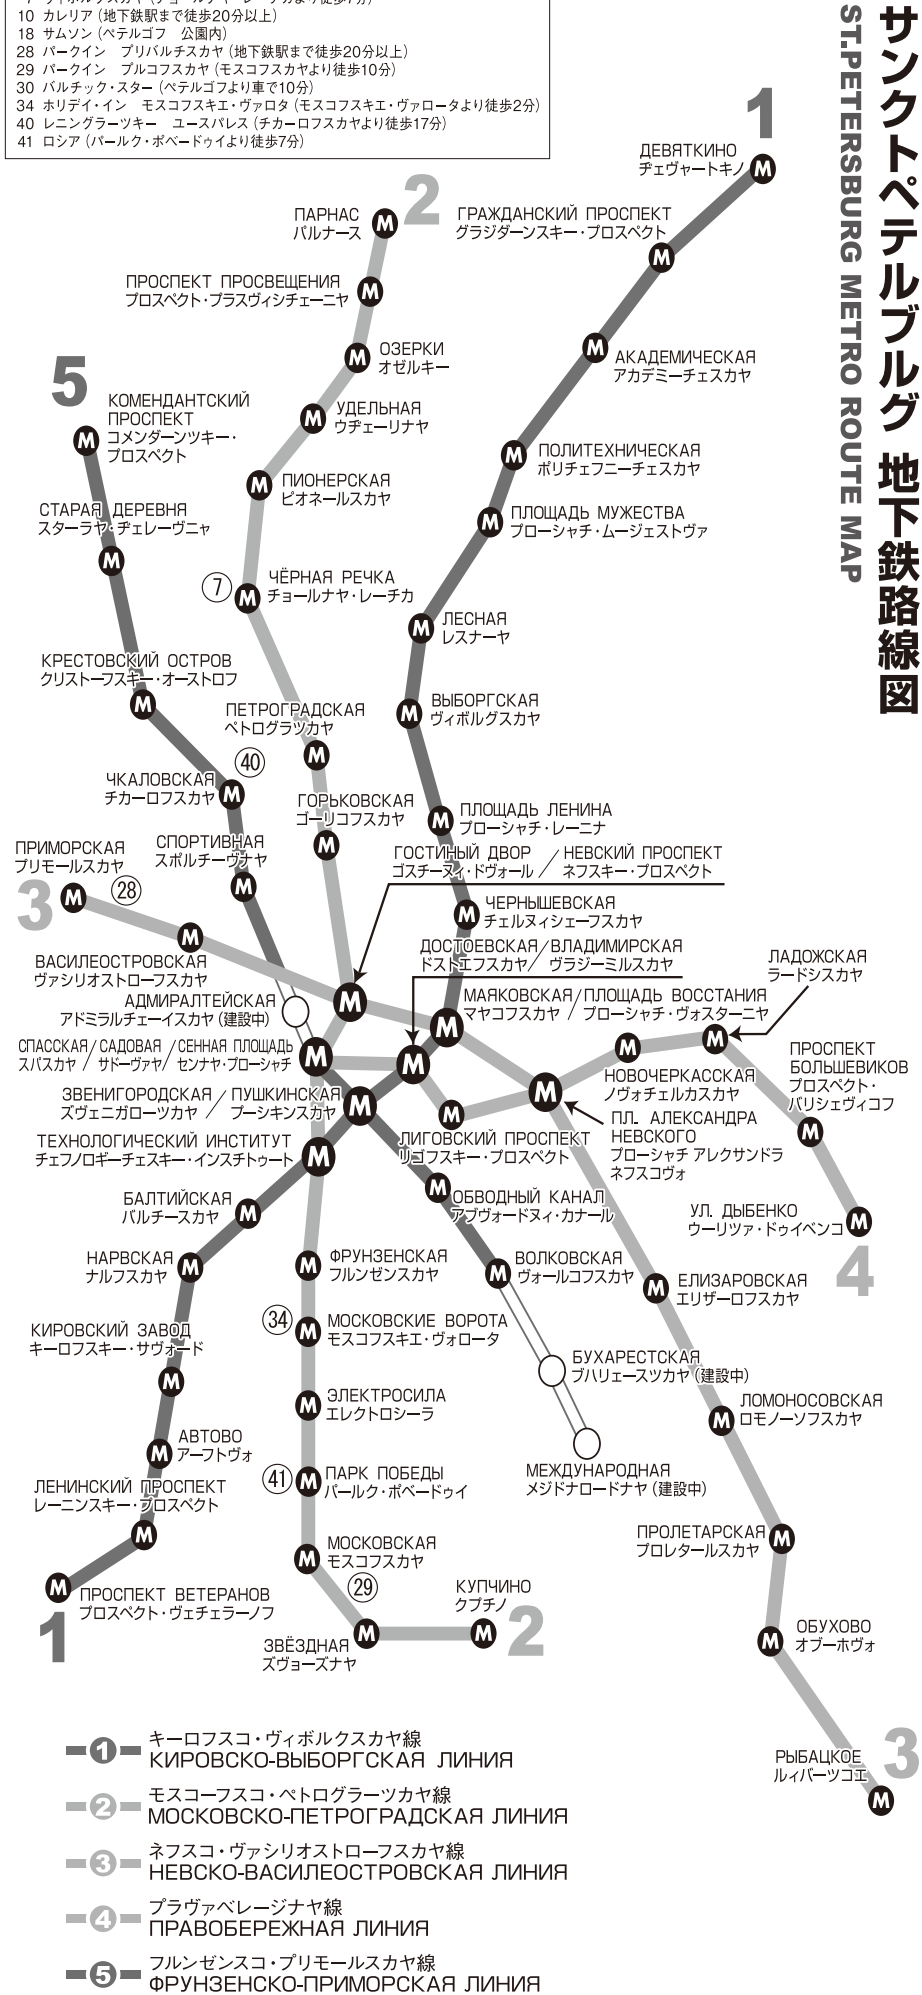 10 カレリア (地下鉄駅まで徒歩20分以上)
18 サムソン (ペテルゴフ 公園内)
28 パークイン プリバルチスカヤ (地下鉄駅まで徒歩20分以上)
29 パークイン プルコフスカヤ (モスコフスカヤより徒歩10分)
30 バルチック・スター (ペテルゴフより車で10分)
34 ホリデイ・イン モスコフスキエ・ヴァロタ (モスコフスキエ・ヴァロータより徒歩2分)
40 レニングラーツキー ユースパレス (チカーロフスカヤより徒歩17分)
41 ロシア (パールク・ポベードゥイより徒歩7分)
サンクトペテルブルグ 地下鉄路線図
ST.PETERSBURG METRO ROUTE MAP
1
ДЕВЯТКИНО
ヂェヴャートキノ
2
ПАРНАС
パルナース
ГРАЖДАНСКИЙ ПРОСПЕКТ
グラジダーンスキー・プロスペクト
ПРОСПЕКТ ПРОСВЕЩЕНИЯ
プロスペクト・プラスヴィシチェーニヤ
ОЗЕРКИ
オゼルキー
АКАДЕМИЧЕСКАЯ
アカデミーチェスカヤ
5
КОМЕНДАНТСКИЙ
ПРОСПЕКТ
コメンダーンツキー・
プロスペクト
УДЕЛЬНАЯ
ウヂェーリナヤ
ПОЛИТЕХНИЧЕСКАЯ
ポリチェフニーチェスカヤ
ПИОНЕРСКАЯ
ピオネールスカヤ
СТАРАЯ ДЕРЕВНЯ
スターラヤ・ヂェレーヴニャ
ПЛОЩАДЬ МУЖЕСТВА
プローシャチ・ムージェストヴァ
7
ЧЁРНАЯ РЕЧКА
チョールナヤ・レーチカ
ЛЕСНАЯ
レスナーヤ
КРЕСТОВСКИЙ ОСТРОВ
クリストーフスキー・オーストロフ
ВЫБОРГСКАЯ
ヴィボルグスカヤ
ПЕТРОГРАДСКАЯ
ペトログラツカヤ
40
ЧКАЛОВСКАЯ
チカーロフスカヤ
ГОРЬКОВСКАЯ
ゴーリコフスカヤ
ПЛОЩАДЬ ЛЕНИНА
プローシャチ・レーニナ
ПРИМОРСКАЯ
プリモールスカヤ
СПОРТИВНАЯ
スポルチーヴナヤ
ГОСТИНЫЙ ДВОР / НЕВСКИЙ ПРОСПЕКТ
ゴスチーヌィ・ドヴォール / ネフスキー・プロスペクト
3
28
ЧЕРНЫШЕВСКАЯ
チェルヌィシェーフスカヤ
ВАСИЛЕОСТРОВСКАЯ
ヴァシリオストローフスカヤ
ДОСТОЕВСКАЯ/ВЛАДИМИРСКАЯ
ドストエフスカヤ/ ヴラジーミルスカヤ
ЛАДОЖСКАЯ
ラードシスカヤ
АДМИРАЛТЕЙСКАЯ
アドミラルチェーイスカヤ (建設中)
МАЯКОВСКАЯ / ПЛОЩАДЬ ВОССТАНИЯ
マヤコフスカヤ / プローシャチ・ヴォスターニヤ
СПАССКАЯ / САДОВАЯ / СЕННАЯ ПЛОЩАДЬ
スパスカヤ / サドーヴァヤ/ センナヤ・プローシャチ
ПРОСПЕКТ
БОЛЬШЕВИКОВ
プロスペクト・
バリシェヴィコフ
НОВОЧЕРКАССКАЯ
ノヴォチェルカスカヤ
ЗВЕНИГОРОДСКАЯ / ПУШКИНСКАЯ
ズヴェニガローツカヤ / プーシキンスカヤ
ПЛ. АЛЕКСАНДРА
НЕВСКОГО
プローシャチ アレクサンドラ
ネフスコヴォ
ТЕХНОЛОГИЧЕСКИЙ ИНСТИТУТ
チェフノロギーチェスキー・インスチトゥート
ЛИГОВСКИЙ ПРОСПЕКТ
リゴフスキー・プロスペクト
БАЛТИЙСКАЯ
バルチースカヤ
ОБВОДНЫЙ КАНАЛ
アブヴォードヌィ・カナール
УЛ. ДЫБЕНКО
ウーリツァ・ドゥイベンコ
4
НАРВСКАЯ
ナルフスカヤ
ФРУНЗЕНСКАЯ
フルンゼンスカヤ
ВОЛКОВСКАЯ
ヴォールコフスカヤ
ЕЛИЗАРОВСКАЯ
エリザーロフスカヤ
КИРОВСКИЙ ЗАВОД
キーロフスキー・サヴォード
34
МОСКОВСКИЕ ВОРОТА
モスコフスキエ・ヴォロータ
БУХАРЕСТСКАЯ
ブハリェースツカヤ (建設中)
ЭЛЕКТРОСИЛА
エレクトロシーラ
ЛОМОНОСОВСКАЯ
ロモノーソフスカヤ
АВТОВО
アーフトヴォ
41
ПАРК ПОБЕДЫ
パールク・ポベードゥイ
МЕЖДУНАРОДНАЯ
メジドナロードナヤ (建設中)
ЛЕНИНСКИЙ ПРОСПЕКТ
レーニンスキー・プロスペクト
МОСКОВСКАЯ
モスコフスカヤ
ПРОЛЕТАРСКАЯ
プロレタールスカヤ
29
ПРОСПЕКТ ВЕТЕРАНОВ
プロスペクト・ヴェチェラーノフ
1
КУПЧИНО
クプチノ
2
ЗВЁЗДНАЯ
ズヴョーズナヤ
ОБУХОВО
オブーホヴォ
РЫБАЦКОЕ
ルィバーツコエ
3
1 キーロフスコ・ヴィボルクスカヤ線
КИРОВСКО-ВЫБОРГСКАЯ ЛИНИЯ
2 モスコーフスコ・ペトログラーツカヤ線
МОСКОВСКО-ПЕТРОГРАДСКАЯ ЛИНИЯ
3 ネフスコ・ヴァシリオストローフスカヤ線
НЕВСКО-ВАСИЛЕОСТРОВСКАЯ ЛИНИЯ
4 プラヴァベレージナヤ線
ПРАВОБЕРЕЖНАЯ ЛИНИЯ
5 フルンゼンスコ・プリモールスカヤ線
ФРУНЗЕНСКО-ПРИМОРСКАЯ ЛИНИЯ